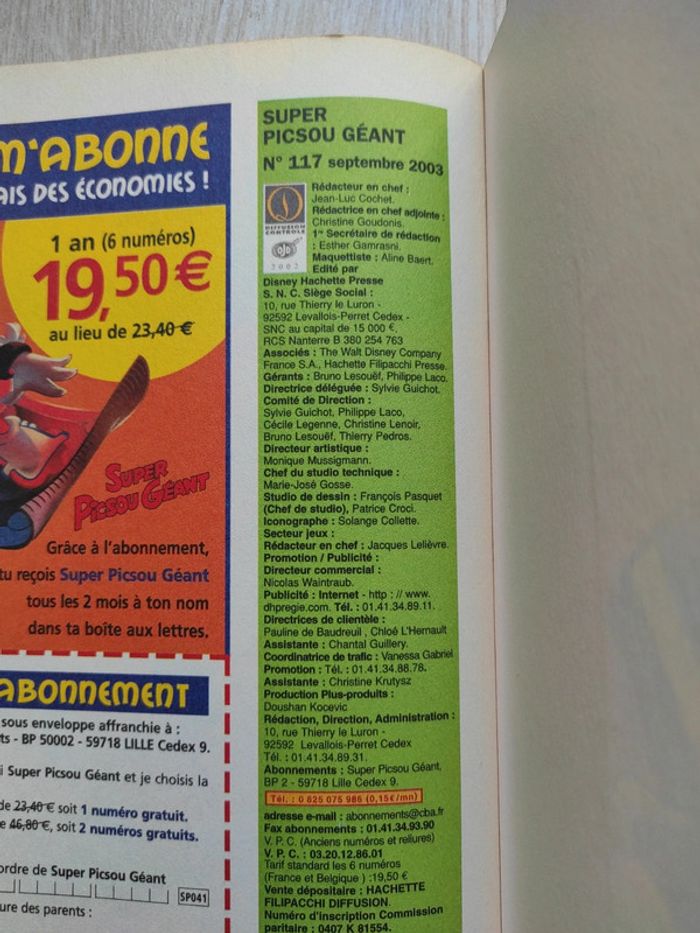 M'ABONNE
AIS DES ÉCONOMIES !
1 an (6 numéros)
19,50 €
au lieu de 23,40 €
SUPER
PICSOU GÉANT
Grâce à l'abonnement,
tu reçois Super Picsou Géant
tous les 2 mois à ton nom
dans ta boîte aux lettres.
ABONNEMENT
sous enveloppe affranchie à :
ts - BP 50002 - 59718 LILLE Cedex 9.
i Super Picsou Géant et je choisis la
de 23,40 € soit 1 numéro gratuit.
e 46,80 €, soit 2 numéros gratuits.
ordre de Super Picsou Géant
SP041
ure des parents :
SUPER
PICSOU GÉANT
N° 117 septembre 2003
DIFFUSION
CONTROLE
OJD
2002
Rédacteur en chef :
Jean-Luc Cochet.
Rédactrice en chef adjointe :
Christine Goudonis.
1re Secrétaire de rédaction
: Esther Gamrasni.
Maquettiste : Aline Baert.
Edité par
Disney Hachette Presse
S. N. C. Siège Social :
10, rue Thierry le Luron -
92592 Levallois-Perret Cedex -
SNC au capital de 15 000 €,
RCS Nanterre B 380 254 763
Associés : The Walt Disney Company
France S.A., Hachette Filipacchi Presse.
Gérants : Bruno Lesouëf, Philippe Laco.
Directrice déléguée : Sylvie Guichot.
Comité de Direction :
Sylvie Guichot, Philippe Laco,
Cécile Legenne, Christine Lenoir,
Bruno Lesouëf, Thierry Pedros.
Directeur artistique :
Monique Mussigmann.
Chef du studio technique :
Marie-José Gosse.
Studio de dessin : François Pasquet
(Chef de studio), Patrice Croci.
Iconographe : Solange Collette.
Secteur jeux :
Rédacteur en chef : Jacques Lelièvre.
Promotion / Publicité :
Directeur commercial :
Nicolas Waintraub.
Publicité : Internet - http : // www.
dhpregie.com. Tél. : 01.41.34.89.11.
Directrices de clientèle :
Pauline de Baudreuil , Chloé L'Hernault
Assistante : Chantal Guillery.
Coordinatrice de trafic : Vanessa Gabriel
Promotion : Tél. : 01.41.34.88.78.
Assistante : Christine Krutysz
Production Plus-produits :
Doushan Kocevic
Rédaction, Direction, Administration :
10, rue Thierry le Luron -
92592 Levallois-Perret Cedex
Tél. : 01.41.34.89.31.
Abonnements : Super Picsou Géant,
BP 2 - 59718 Lille Cedex 9.
Tél. : 0 825 075 986 (0,15€/mn)
adresse e-mail : abonnements@cba.fr
Fax abonnements : 01.41.34.93.90
V. P. C. (Anciens numéros et reliures)
V. P. C. : 03.20.12.86.01
Tarif standard les 6 numéros
(France et Belgique ) :19,50 €
Vente dépositaire : HACHETTE
FILIPACCHI DIFFUSION.
Numéro d'inscription Commission
paritaire : 0407 K 81554.